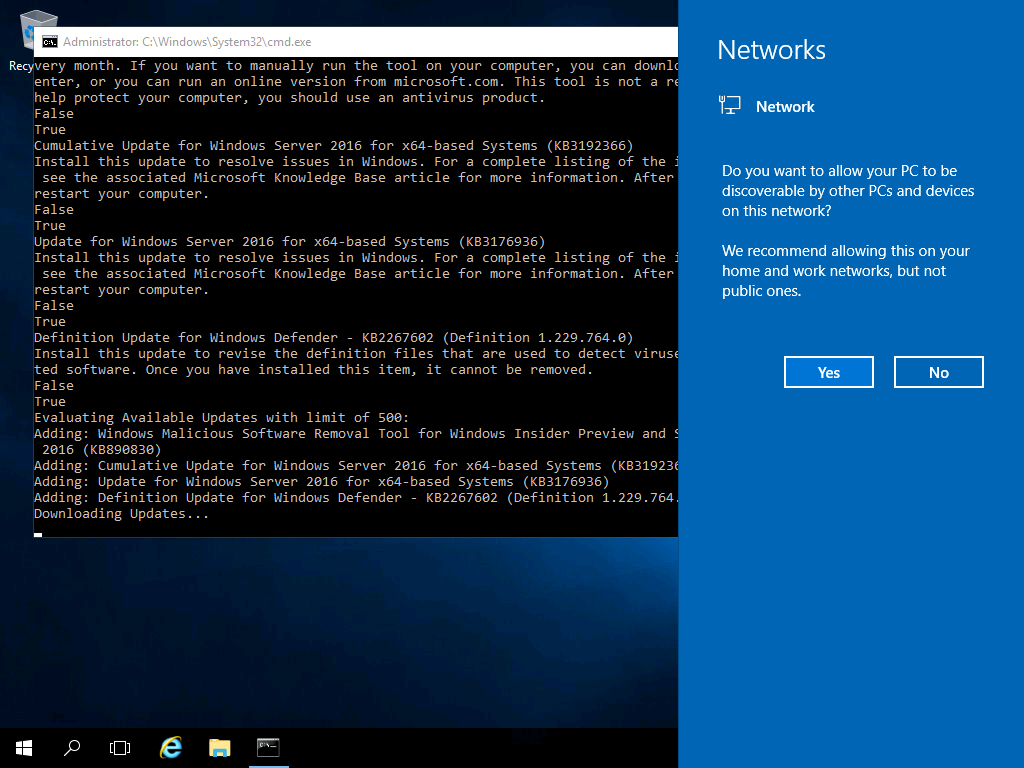 Recy
Administrator: C:\Windows\System32\cmd.exe
very month. If you want to manually run the tool on your computer, you can downlo
enter, or you can run an online version from microsoft.com. This tool is not a re
help protect your computer, you should use an antivirus product.
False
True
Cumulative Update for Windows Server 2016 for x64-based Systems (KB3192366)
Install this update to resolve issues in Windows. For a complete listing of the i
see the associated Microsoft Knowledge Base article for more information. After
restart your computer.
False
True
Update for Windows Server 2016 for x64-based Systems (KB3176936)
Install this update to resolve issues in Windows. For a complete listing of the i
see the associated Microsoft Knowledge Base article for more information. After
restart your computer.
False
True
Definition Update for Windows Defender - KB2267602 (Definition 1.229.764.0)
Install this update to revise the definition files that are used to detect viruse
ted software. Once you have installed this item, it cannot be removed.
False
True
Evaluating Available Updates with limit of 500:
Adding: Windows Malicious Software Removal Tool for Windows Insider Preview and S
2016 (KB890830)
Adding: Cumulative Update for Windows Server 2016 for x64-based Systems (KB319236
Adding: Update for Windows Server 2016 for x64-based Systems (KB3176936)
Adding: Definition Update for Windows Defender - KB2267602 (Definition 1.229.764.
Downloading Updates...
Networks
Network
Do you want to allow your PC to be
discoverable by other PCs and devices
on this network?
We recommend allowing this on your
home and work networks, but not
public ones.
Yes
No